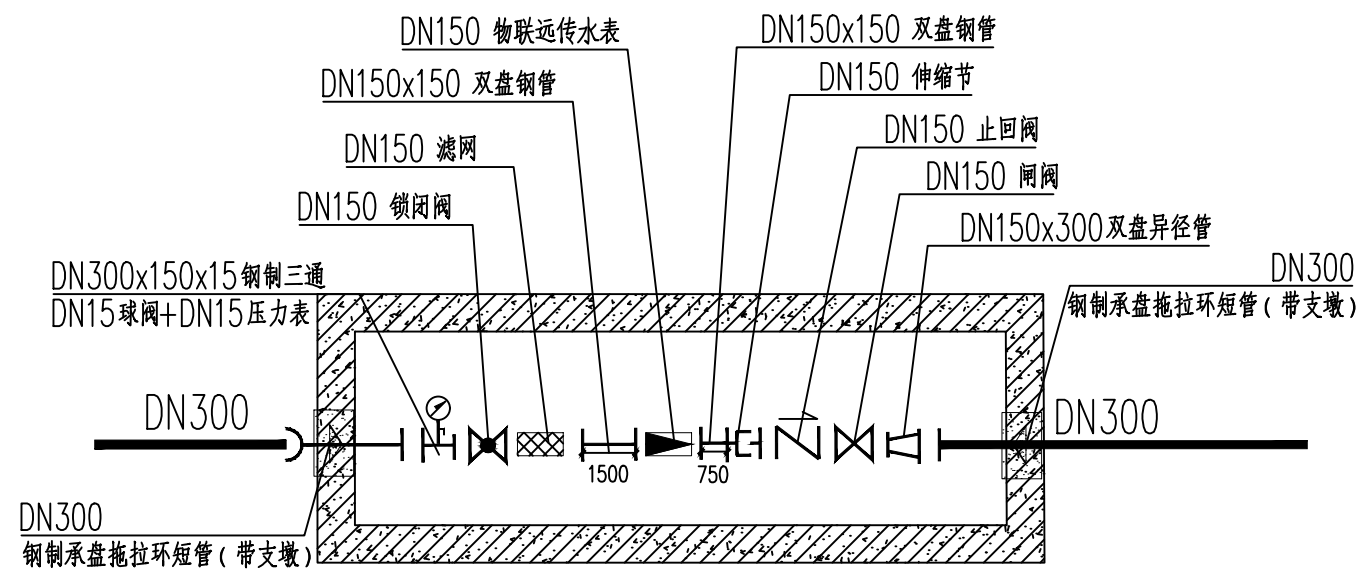 DN150 物联远传水表
DN150x150 双盘钢管
DN150x150 双盘钢管
DN150 伸缩节
DN150 滤网
DN150 止回阀
DN150 锁闭阀
DN150 闸阀
DN150x300双盘异径管
DN300x150x15钢制三通
DN15球阀+DN15压力表
DN300
钢制承盘拖拉环短管(带支墩)
DN300
DN300
1500
750
DN300
钢制承盘拖拉环短管(带支墩)